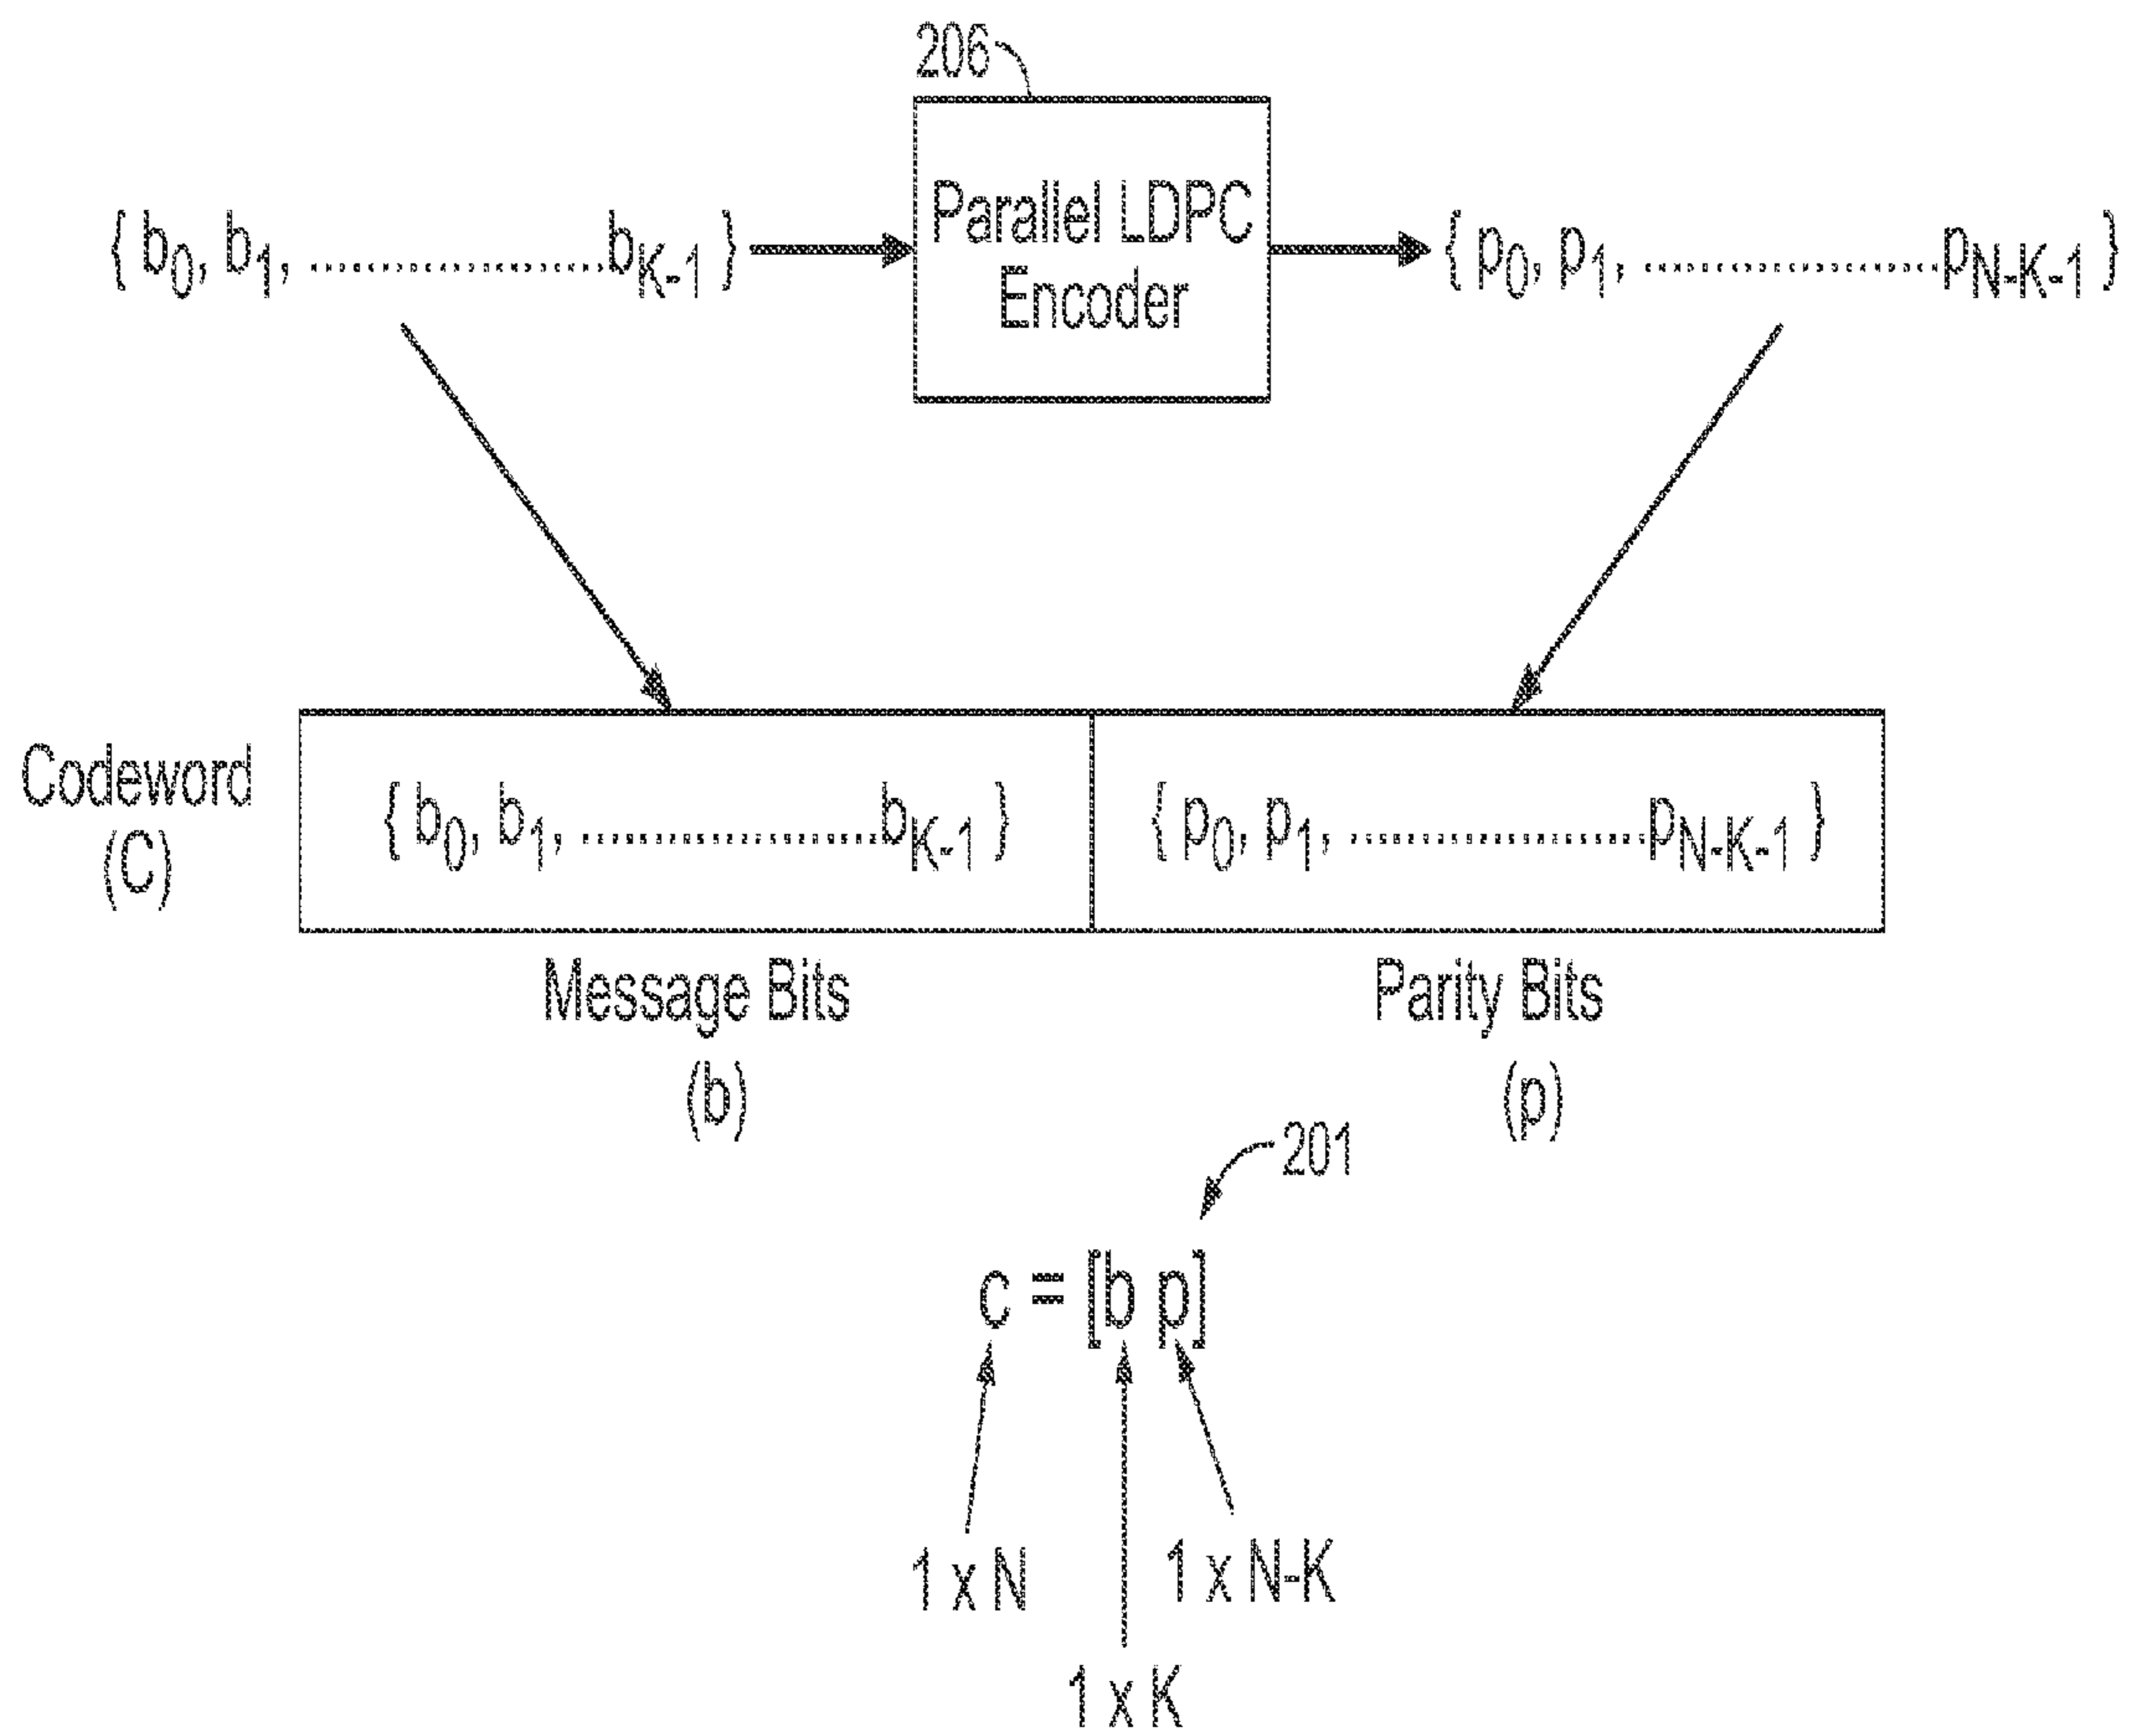 206
{ b0, b1, ....................bK-1 }
Parallel LDPC
Encoder
{ p0, p1, ....................pN-K-1 }
Codeword
(C)
{ b0, b1, ....................bK-1 }
{ p0, p1, ....................pN-K-1 }
Message Bits
(b)
Parity Bits
(p)
201
c = [b p]
1 x N
1 x N-K
1 x K